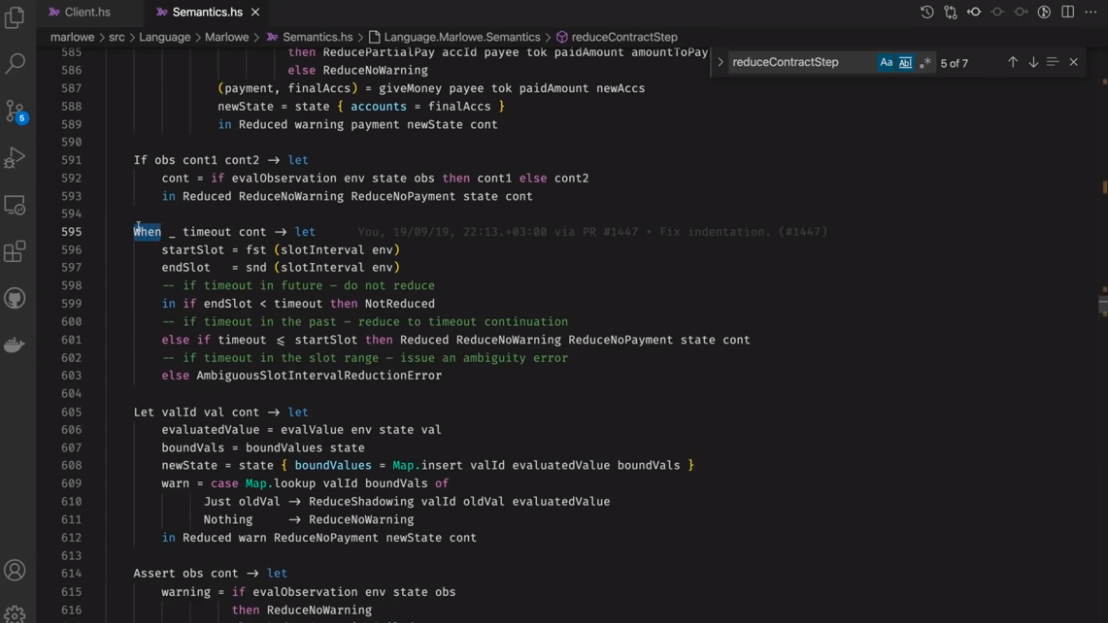 Client.hs
Semantics.hs
marlowe > src > Language > Marlowe > Semantics.hs > Language.Marlowe.Semantics > reduceContractStep
reduceContractStep Aa Abl .* 5 of 7
5
585 then ReducePartialPay accId payee tok paidAmount amountToPay
586 else ReduceNoWarning
587 (payment, finalAccs) = giveMoney payee tok paidAmount newAccs
588 newState = state { accounts = finalAccs }
589 in Reduced warning payment newState cont
590
591 If obs cont1 cont2 → let
592 cont = if evalObservation env state obs then cont1 else cont2
593 in Reduced ReduceNoWarning ReduceNoPayment state cont
594
595 When _ timeout cont → let You, 19/09/19, 22:13.+03:00 via PR #1447 • Fix indentation. (#1447)
596 startSlot = fst (slotInterval env)
597 endSlot = snd (slotInterval env)
598 -- if timeout in future – do not reduce
599 in if endSlot < timeout then NotReduced
600 -- if timeout in the past – reduce to timeout continuation
601 else if timeout ⩽ startSlot then Reduced ReduceNoWarning ReduceNoPayment state cont
602 -- if timeout in the slot range – issue an ambiguity error
603 else AmbiguousSlotIntervalReductionError
604
605 Let valId val cont → let
606 evaluatedValue = evalValue env state val
607 boundVals = boundValues state
608 newState = state { boundValues = Map.insert valId evaluatedValue boundVals }
609 warn = case Map.lookup valId boundVals of
610 Just oldVal → ReduceShadowing valId oldVal evaluatedValue
611 Nothing → ReduceNoWarning
612 in Reduced warn ReduceNoPayment newState cont
613
614 Assert obs cont → let
615 warning = if evalObservation env state obs
616 then ReduceNoWarning